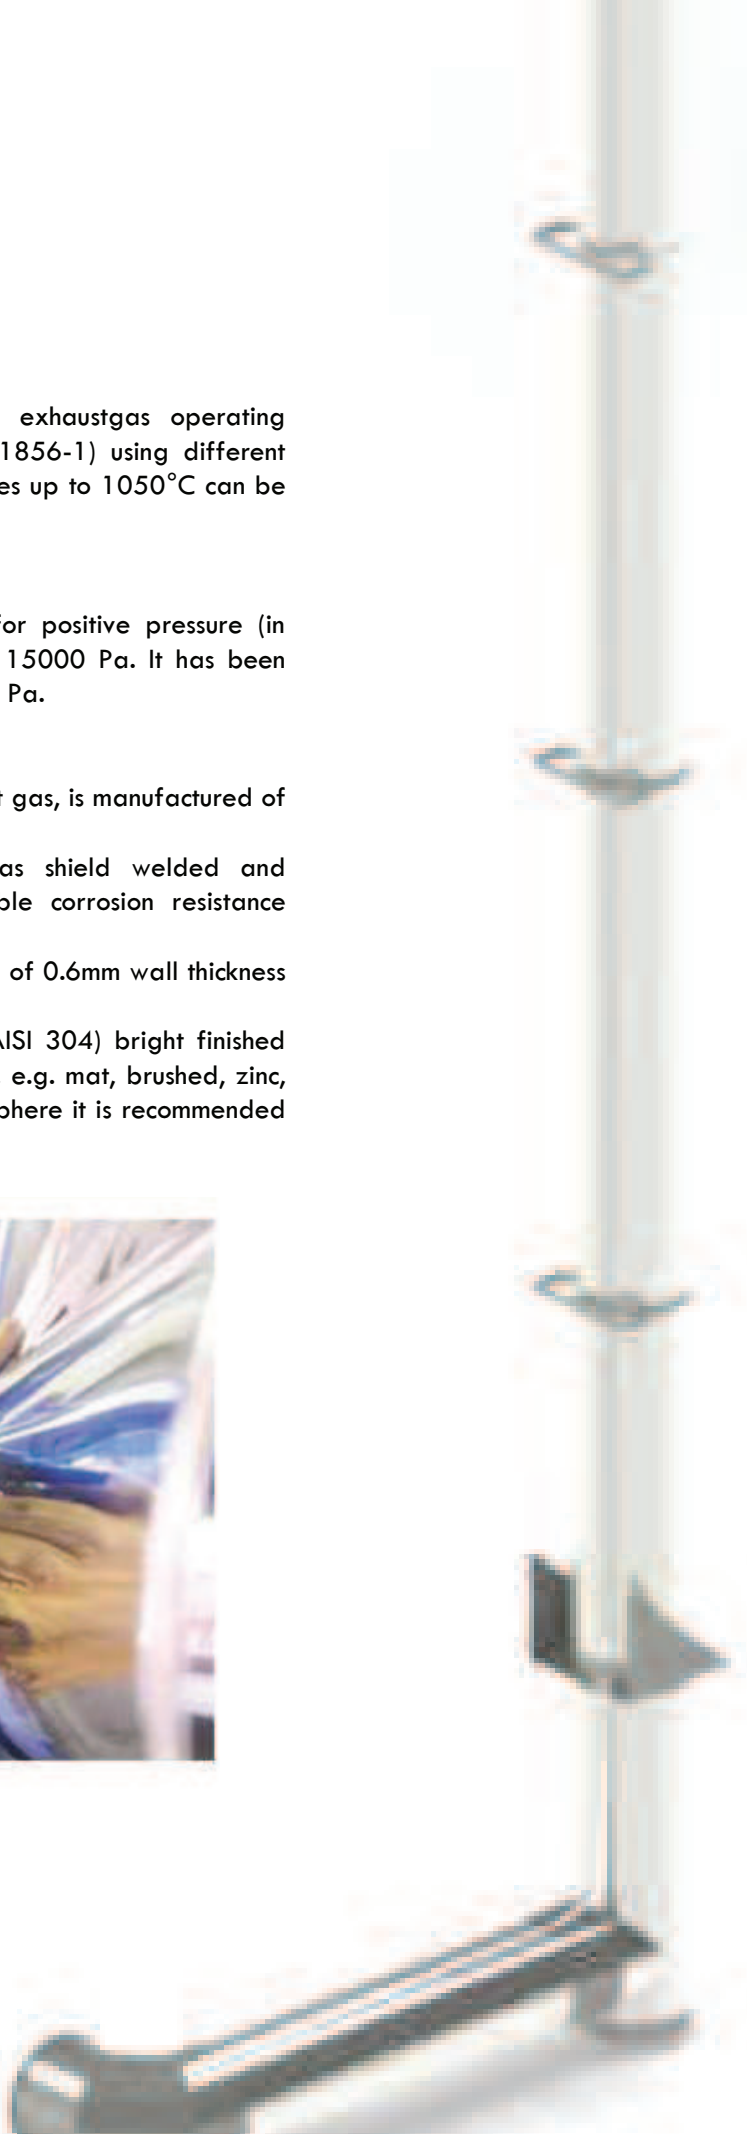 exhaustgas operating
1856-1) using different
es up to 1050°C can be
for positive pressure (in
15000 Pa. It has been
Pa.
t gas, is manufactured of
as shield welded and
ble corrosion resistance
of 0.6mm wall thickness
AISI 304) bright finished
e.g. mat, brushed, zinc,
phere it is recommended